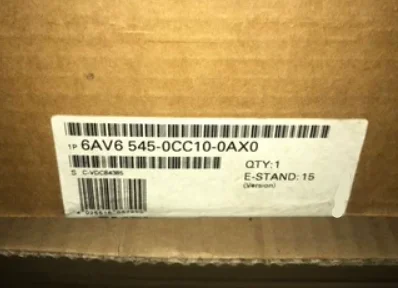 1P 6AV6 545-0CC10-0AX0
QTY:1
S C-VDC84385
E-STAND:15
(Version)